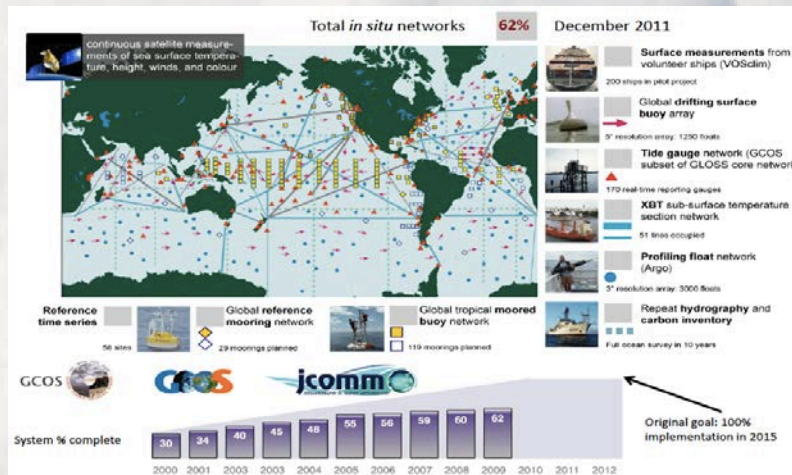 Total in situ networks 62% December 2011
continuous satellite measure-
ments of sea surface tempera-
ture, height, winds, and colour
Surface measurements from
volunteer ships (VOSclim)
200 ships in pilot project
Global drifting surface
buoy array
5° resolution array: 1250 floats
Tide gauge network (GCOS
subset of GLOSS core network
170 real-time reporting gauges
XBT sub-surface temperature
section network
51 lines occupied
Profiling float network
(Argo)
3° resolution array: 3000 floats
Repeat hydrography and
carbon inventory
Full ocean survey in 10 years
Reference
time series
58 sites
Global reference
mooring network
29 moorings planned
Global tropical moored
buoy network
119 moorings planned
GCOS
GOOS
jcomm
Original goal: 100%
implementation in 2015
System % complete
30 34 40 45 48 55 56 59 60 62
2000 2001 2003 2003 2004 2005 2006 2007 2008 2009 2010 2011 2012